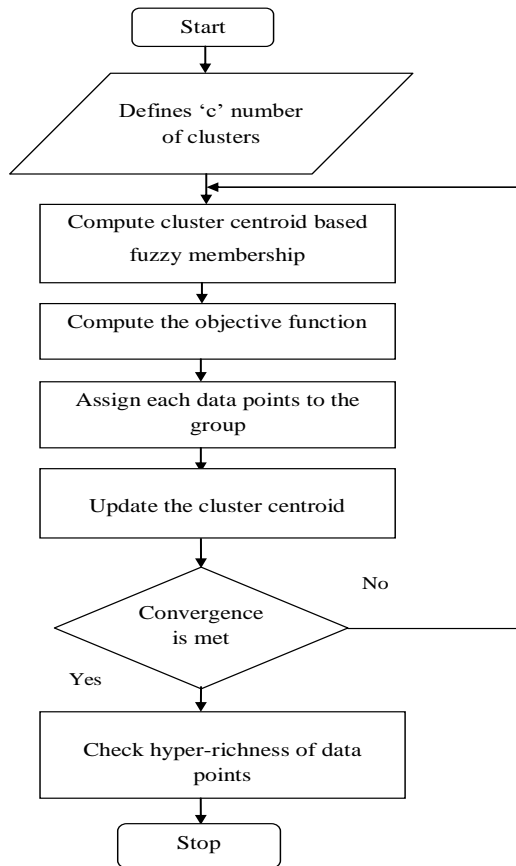 Start
Defines ‘c’ number
of clusters
Compute cluster centroid based
fuzzy membership
Compute the objective function
Assign each data points to the
group
Update the cluster centroid
No
Convergence
is met
Yes
Check hyper-richness of data
points
Stop